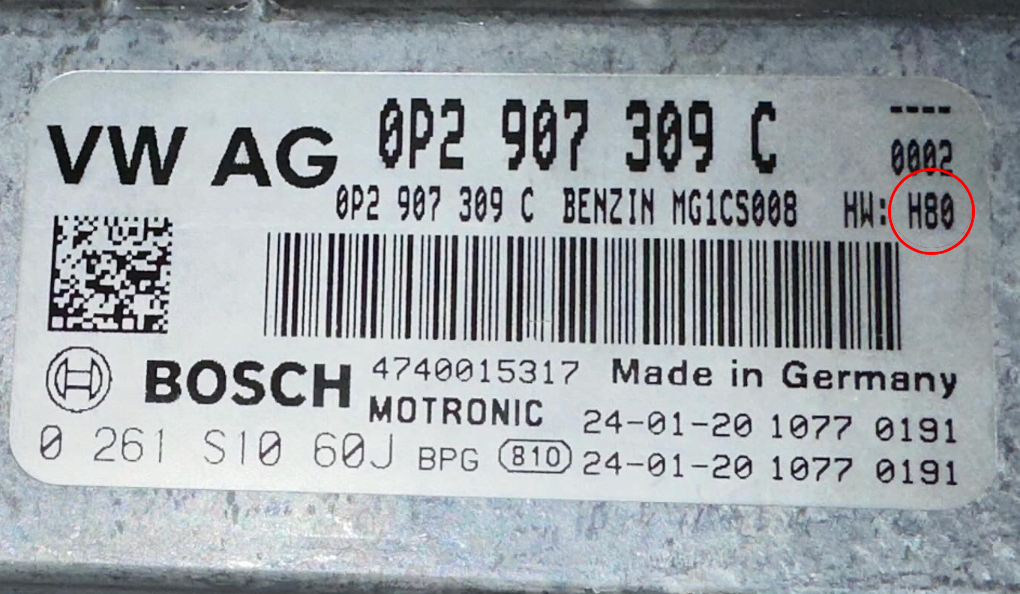 VW AG 0P2 907 309 C ----
0002
0P2 907 309 C BENZIN MG1CS008 HW: H80
BOSCH 4740015317 Made in Germany
MOTRONIC 24-01-20 1077 0191
0 261 S10 60J BPG 810 24-01-20 1077 0191